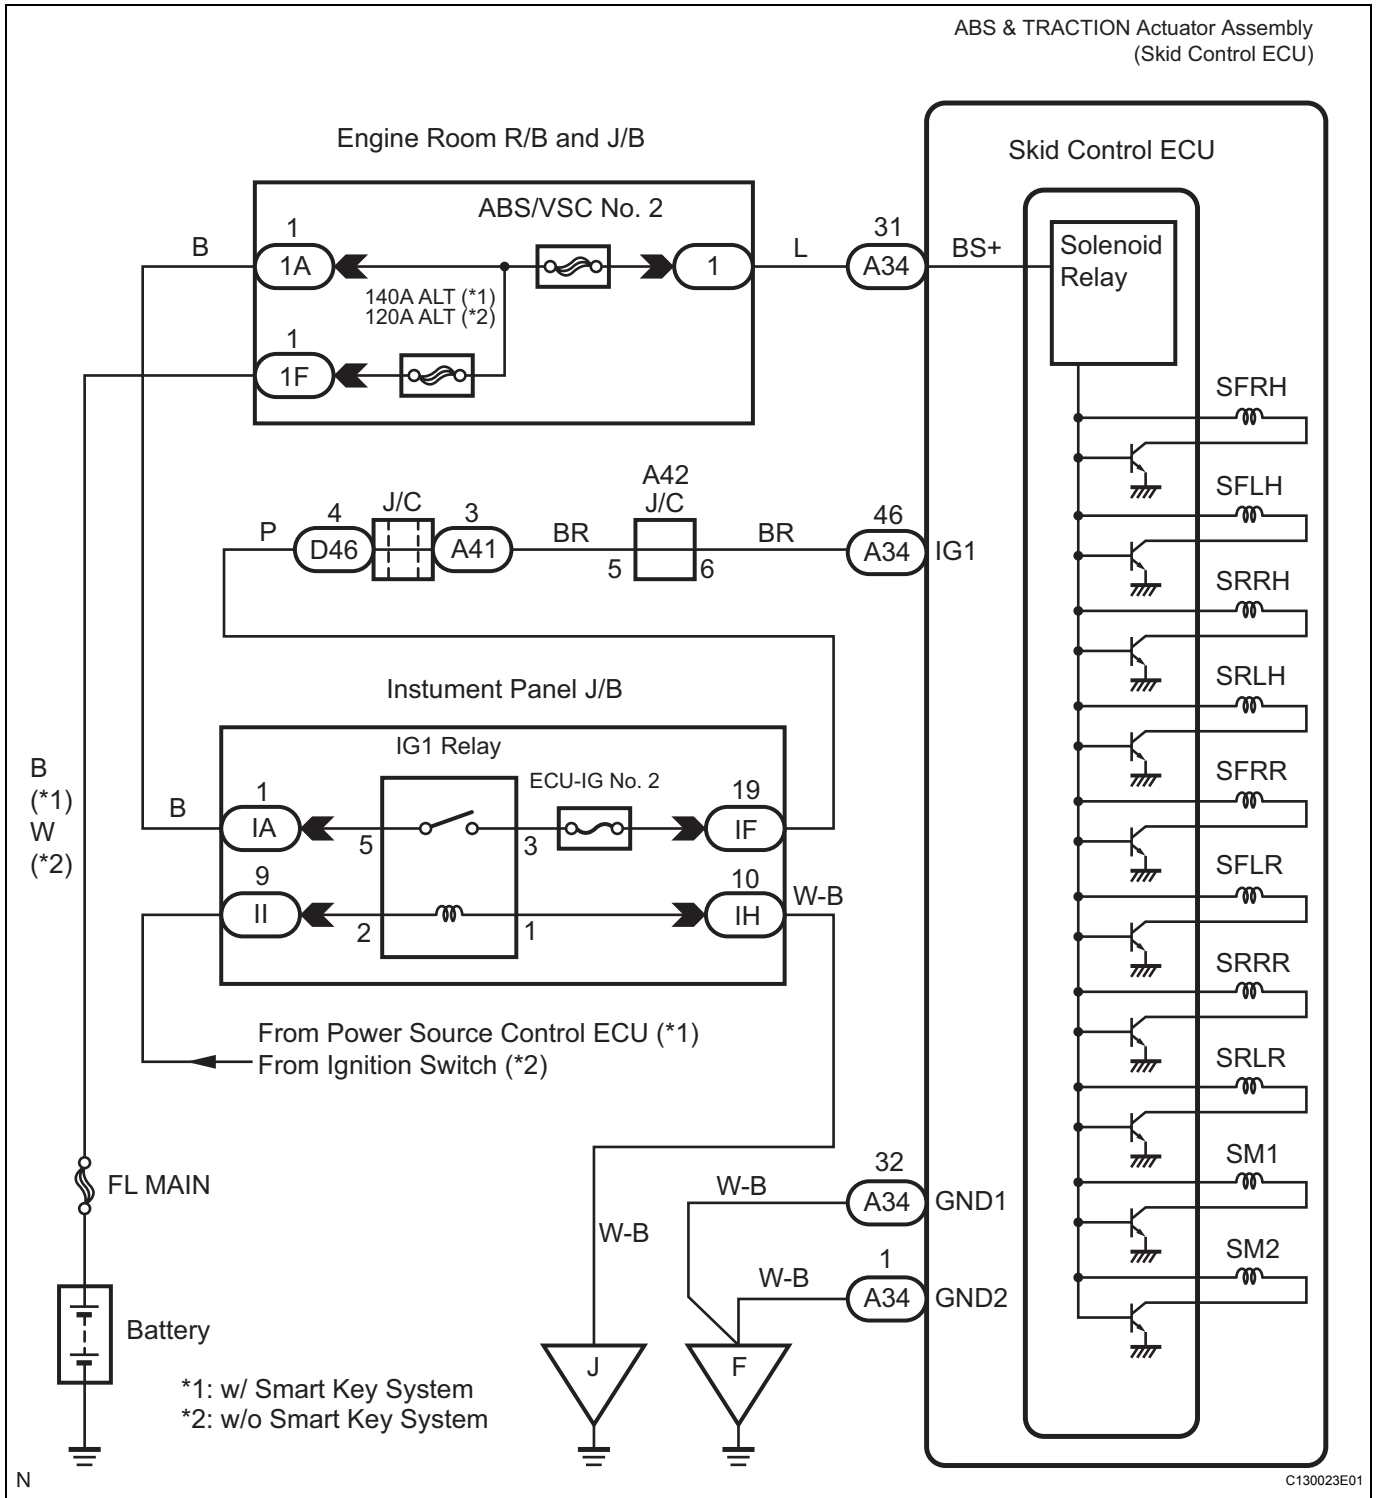 ABS & TRACTION Actuator Assembly
(Skid Control ECU)
Engine Room R/B and J/B
Skid Control ECU
ABS/VSC No. 2
1
1A
B
140A ALT (*1)
120A ALT (*2)
1
L
31
A34
BS+
Solenoid
Relay
1
1F
SFRH
SFLH
SRRH
SRLH
SFRR
SFLR
SRRR
SRLR
SM1
SM2
P
4
D46
J/C
3
A41
BR
A42
J/C
5
6
BR
46
A34
IG1
Instument Panel J/B
IG1 Relay
ECU-IG No. 2
B
(*1)
W
(*2)
B
1
IA
5
3
19
IF
9
II
2
1
10
IH
W-B
From Power Source Control ECU (*1)
From Ignition Switch (*2)
FL MAIN
W-B
W-B
32
A34
GND1
W-B
1
A34
GND2
Battery
J
F
*1: w/ Smart Key System
*2: w/o Smart Key System
N
C130023E01